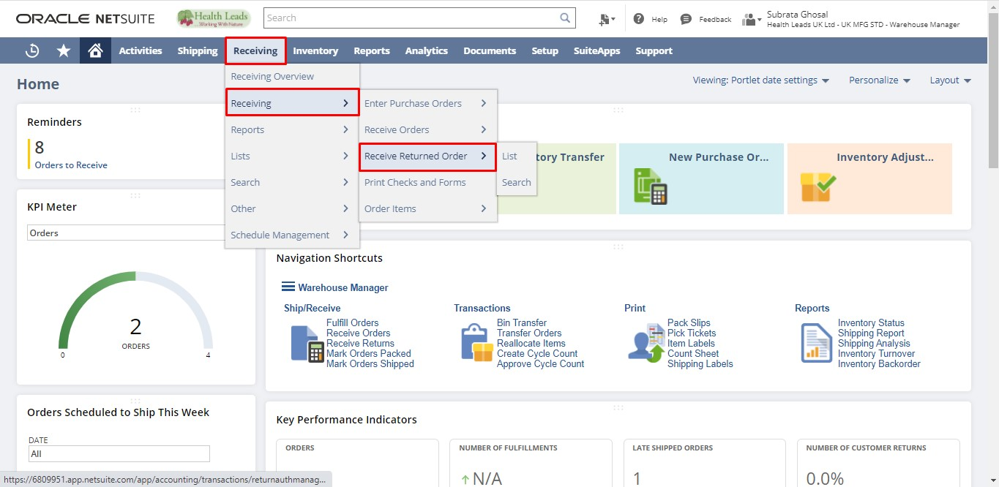 ORACLE NETSUITE
Health Leads
...Working With Nature
Search
Help
Feedback
Subrata Ghosal
Health Leads UK Ltd - UK MFG STD - Warehouse Manager
Activities
Shipping
Receiving
Inventory
Reports
Analytics
Documents
Setup
SuiteApps
Support
Home
Viewing: Portlet date settings
Personalize
Layout
Receiving Overview
Receiving
Reports
Lists
Search
Other
Schedule Management
Enter Purchase Orders
Receive Orders
Receive Returned Order
Print Checks and Forms
Order Items
List
Search
Reminders
8
Orders to Receive
tory Transfer
New Purchase Or...
Inventory Adjust...
KPI Meter
Orders
2
ORDERS
0
4
Navigation Shortcuts
Warehouse Manager
Ship/Receive
Fulfill Orders
Receive Orders
Receive Returns
Mark Orders Packed
Mark Orders Shipped
Transactions
Bin Transfer
Transfer Orders
Reallocate Items
Create Cycle Count
Approve Cycle Count
Print
Pack Slips
Pick Tickets
Item Labels
Count Sheet
Shipping Labels
Reports
Inventory Status
Shipping Report
Shipping Analysis
Inventory Turnover
Inventory Backorder
Orders Scheduled to Ship This Week
DATE
All
Key Performance Indicators
ORDERS
NUMBER OF FULFILLMENTS
N/A
LATE SHIPPED ORDERS
1
NUMBER OF CUSTOMER RETURNS
0.0%
https://6809951.app.netsuite.com/app/accounting/transactions/returnauthmanag...